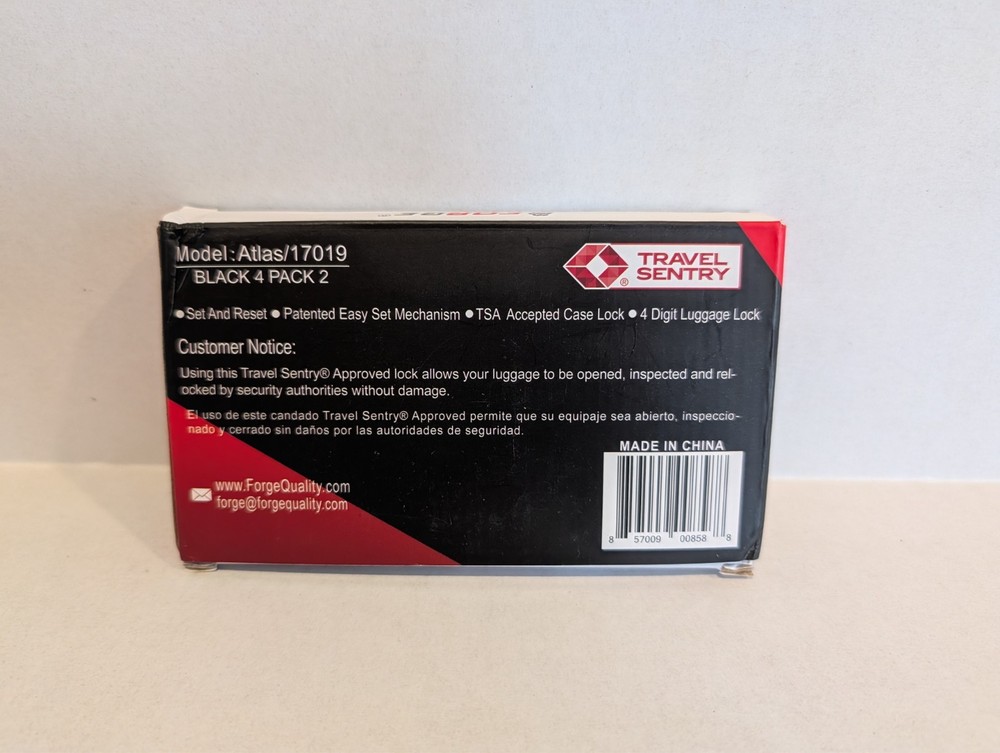 Model:Atlas/17019
BLACK 4 PACK 2
TRAVEL
SENTRY
®
●Set And Reset ● Patented Easy Set Mechanism ● TSA Accepted Case Lock ● 4 Digit Luggage Lock
Customer Notice:
Using this Travel Sentry® Approved lock allows your luggage to be opened, inspected and rel-
ocked by security authorities without damage.
El uso de este candado Travel Sentry® Approved permite que su equipaje sea abierto, inspeccio-
nado y cerrado sin daños por las autoridades de seguridad.
MADE IN CHINA
www.ForgeQuality.com
forge@forgequality.com
8 57009 00858 8